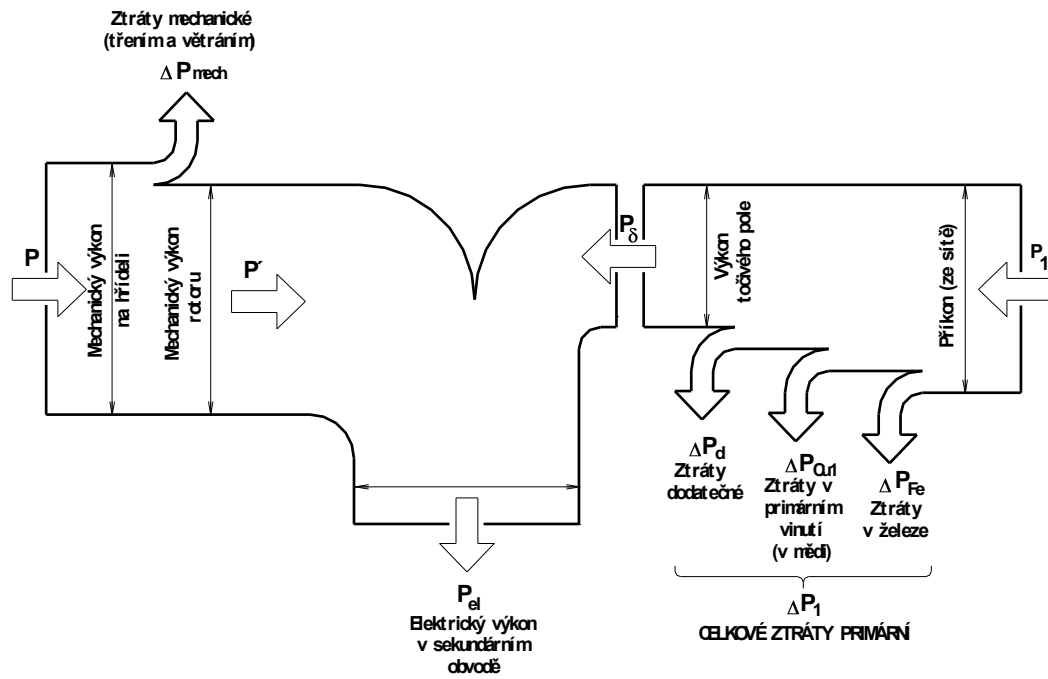 Ztráty mechanické
(třením a větráním)
ΔPmech
P
Mechanický výkon
na hřídeli
Mechanický výkon
rotoru
P´
Pδ
Výkon
točivého pole
Příkon (ze sítě)
P1
ΔPd
Ztráty
dodatečné
ΔPCu1
Ztráty v
primárním
vinutí
(v mědi)
ΔPFe
Ztráty
v železe
Pel
Elektrický výkon
v sekundárním
obvodě
ΔP1
CELKOVÉ ZTRÁTY PRIMÁRNÍ